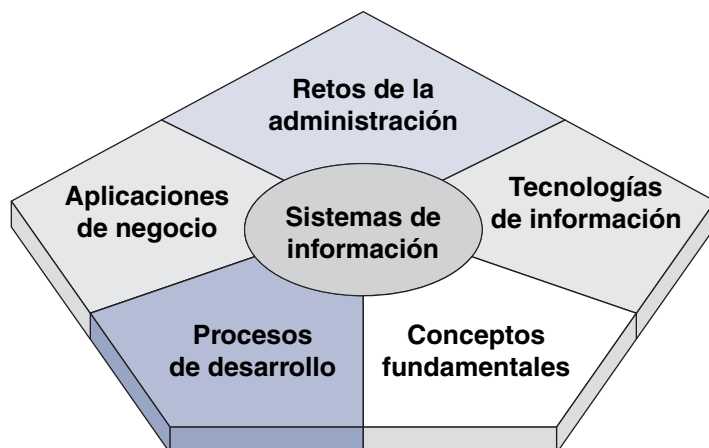 Retos de la
administración
Aplicaciones
de negocio
Tecnologías
de información
Sistemas de
información
Procesos
de desarrollo
Conceptos
fundamentales